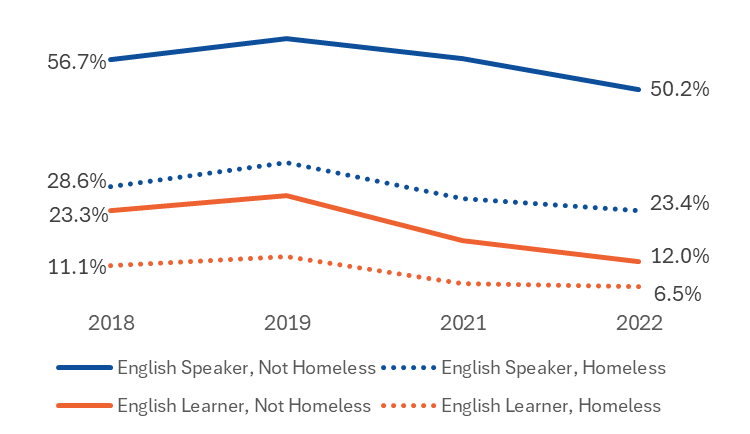 56.7%
50.2%
28.6%
23.4%
23.3%
12.0%
11.1%
6.5%
2018 2019 2021 2022
English Speaker, Not Homeless English Speaker, Homeless
English Learner, Not Homeless English Learner, Homeless